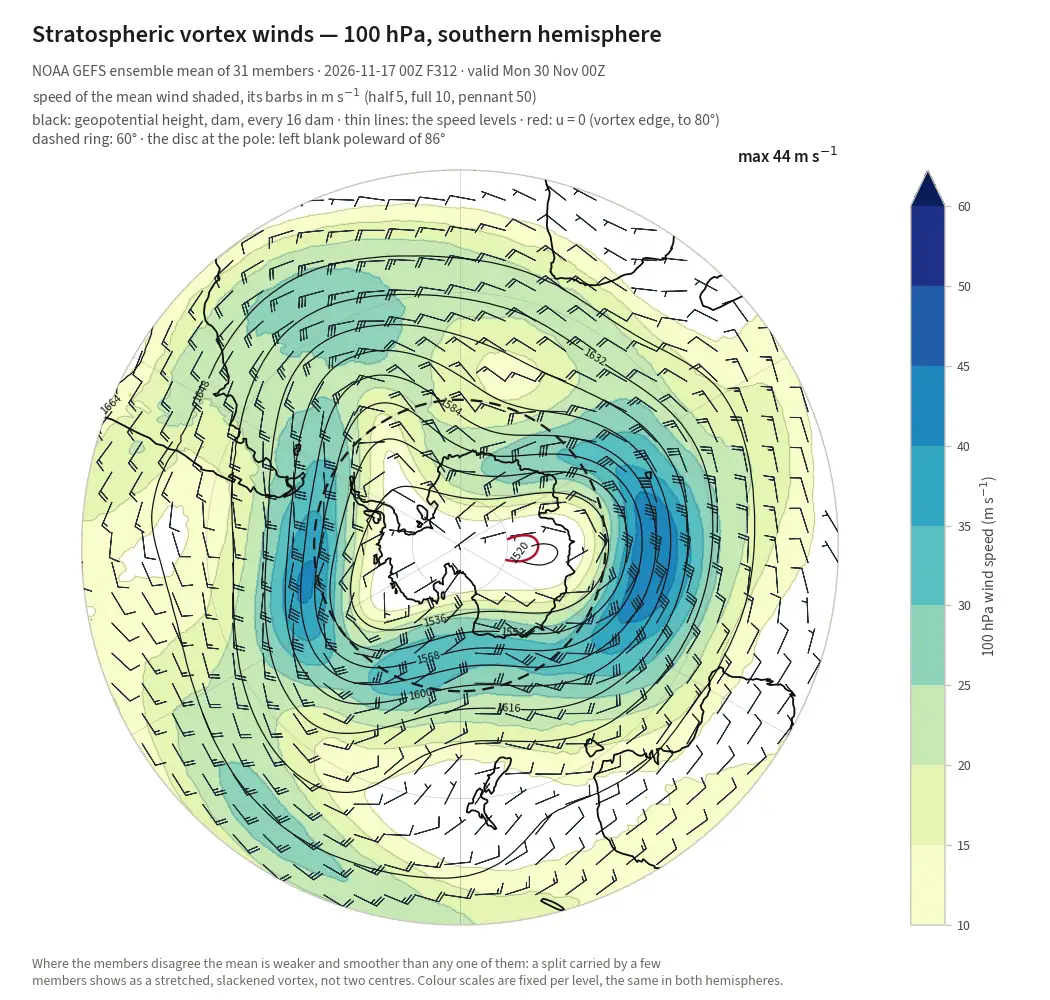 Stratospheric vortex winds — 100 hPa, southern hemisphere
NOAA GEFS ensemble mean of 31 members · 2026-11-17 00Z F312 · valid Mon 30 Nov 00Z
speed of the mean wind shaded, its barbs in m s⁻¹ (half 5, full 10, pennant 50)
black: geopotential height, dam, every 16 dam · thin lines: the speed levels · red: u = 0 (vortex edge, to 80°)
dashed ring: 60° · the disc at the pole: left blank poleward of 86°
max 44 m s⁻¹
60
50
45
40
35
30
25
20
15
10
100 hPa wind speed (m s⁻¹)
1632
1648
1664
1584
1520
1536
1568
1600
1616
Where the members disagree the mean is weaker and smoother than any one of them: a split carried by a few
members shows as a stretched, slackened vortex, not two centres. Colour scales are fixed per level, the same in both hemispheres.